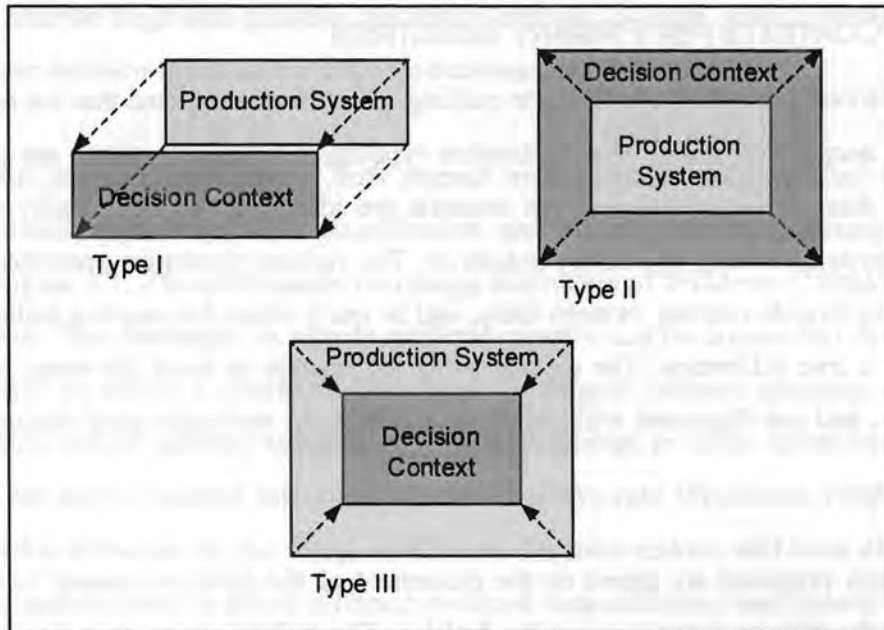 Production System
Decision Context
Type I
Decision Context
Production
System
Type II
Production System
Decision
Context
Type III